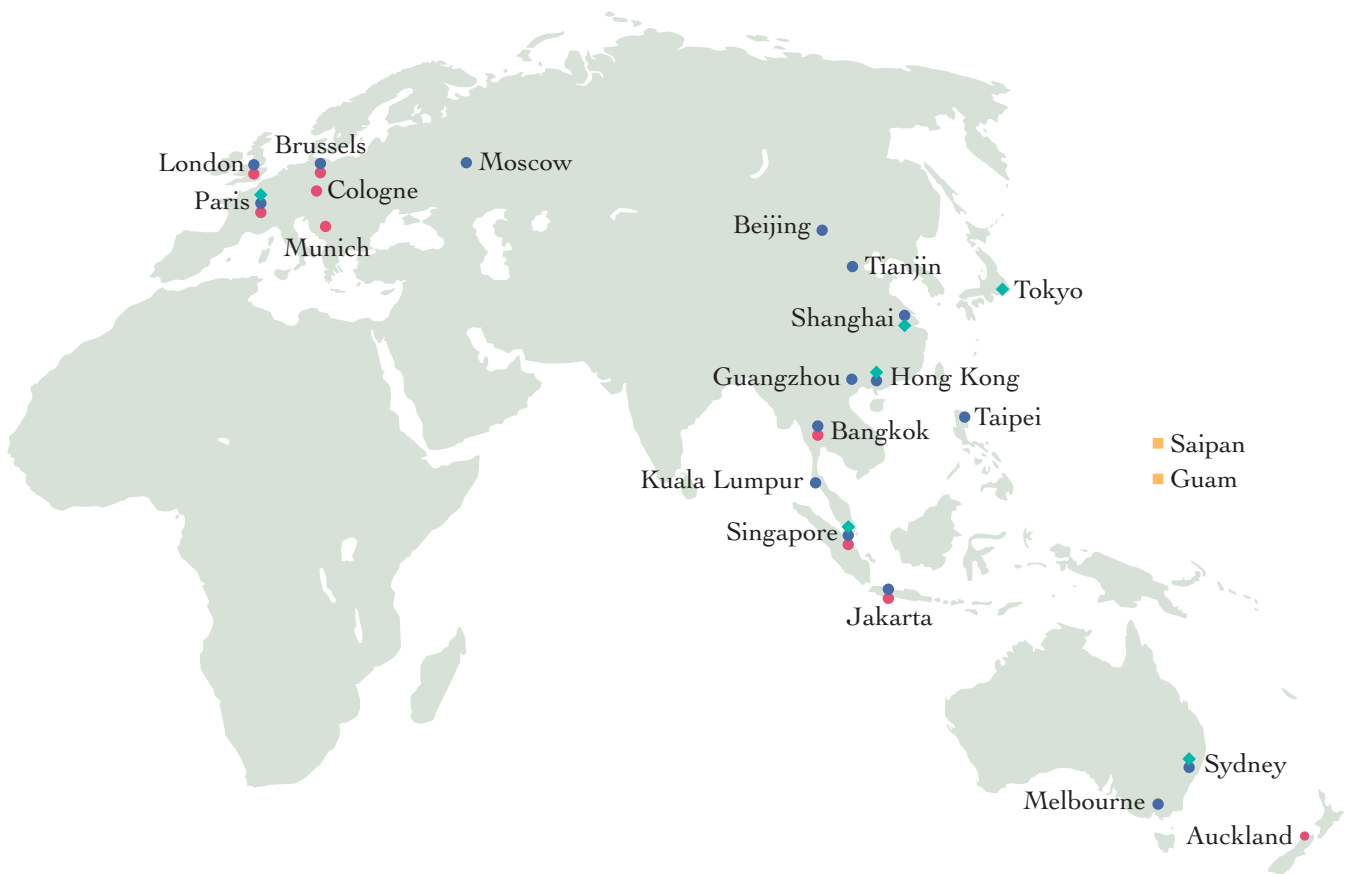 Brussels
London
Moscow
Cologne
Paris
Munich
Beijing
Tianjin
Tokyo
Shanghai
Guangzhou
Hong Kong
Taipei
Bangkok
Saipan
Guam
Kuala Lumpur
Singapore
Jakarta
Sydney
Melbourne
Auckland